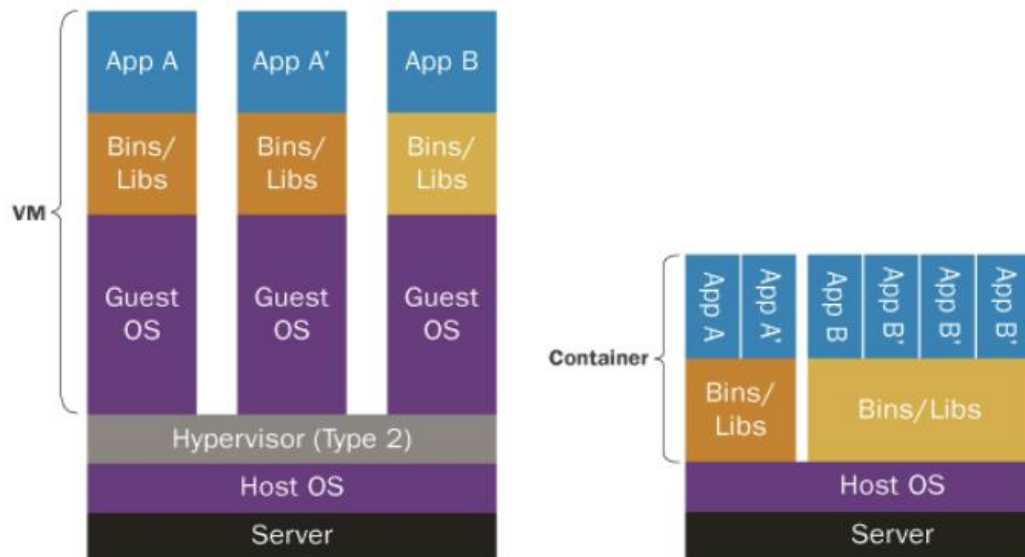 App A
App A'
App B
Bins/
Libs
Bins/
Libs
Bins/
Libs
VM
Guest
OS
Guest
OS
Guest
OS
Hypervisor (Type 2)
Host OS
Server
App A
App A'
App B
App B'
App B'
App B'
Container
Bins/
Libs
Bins/Libs
Host OS
Server